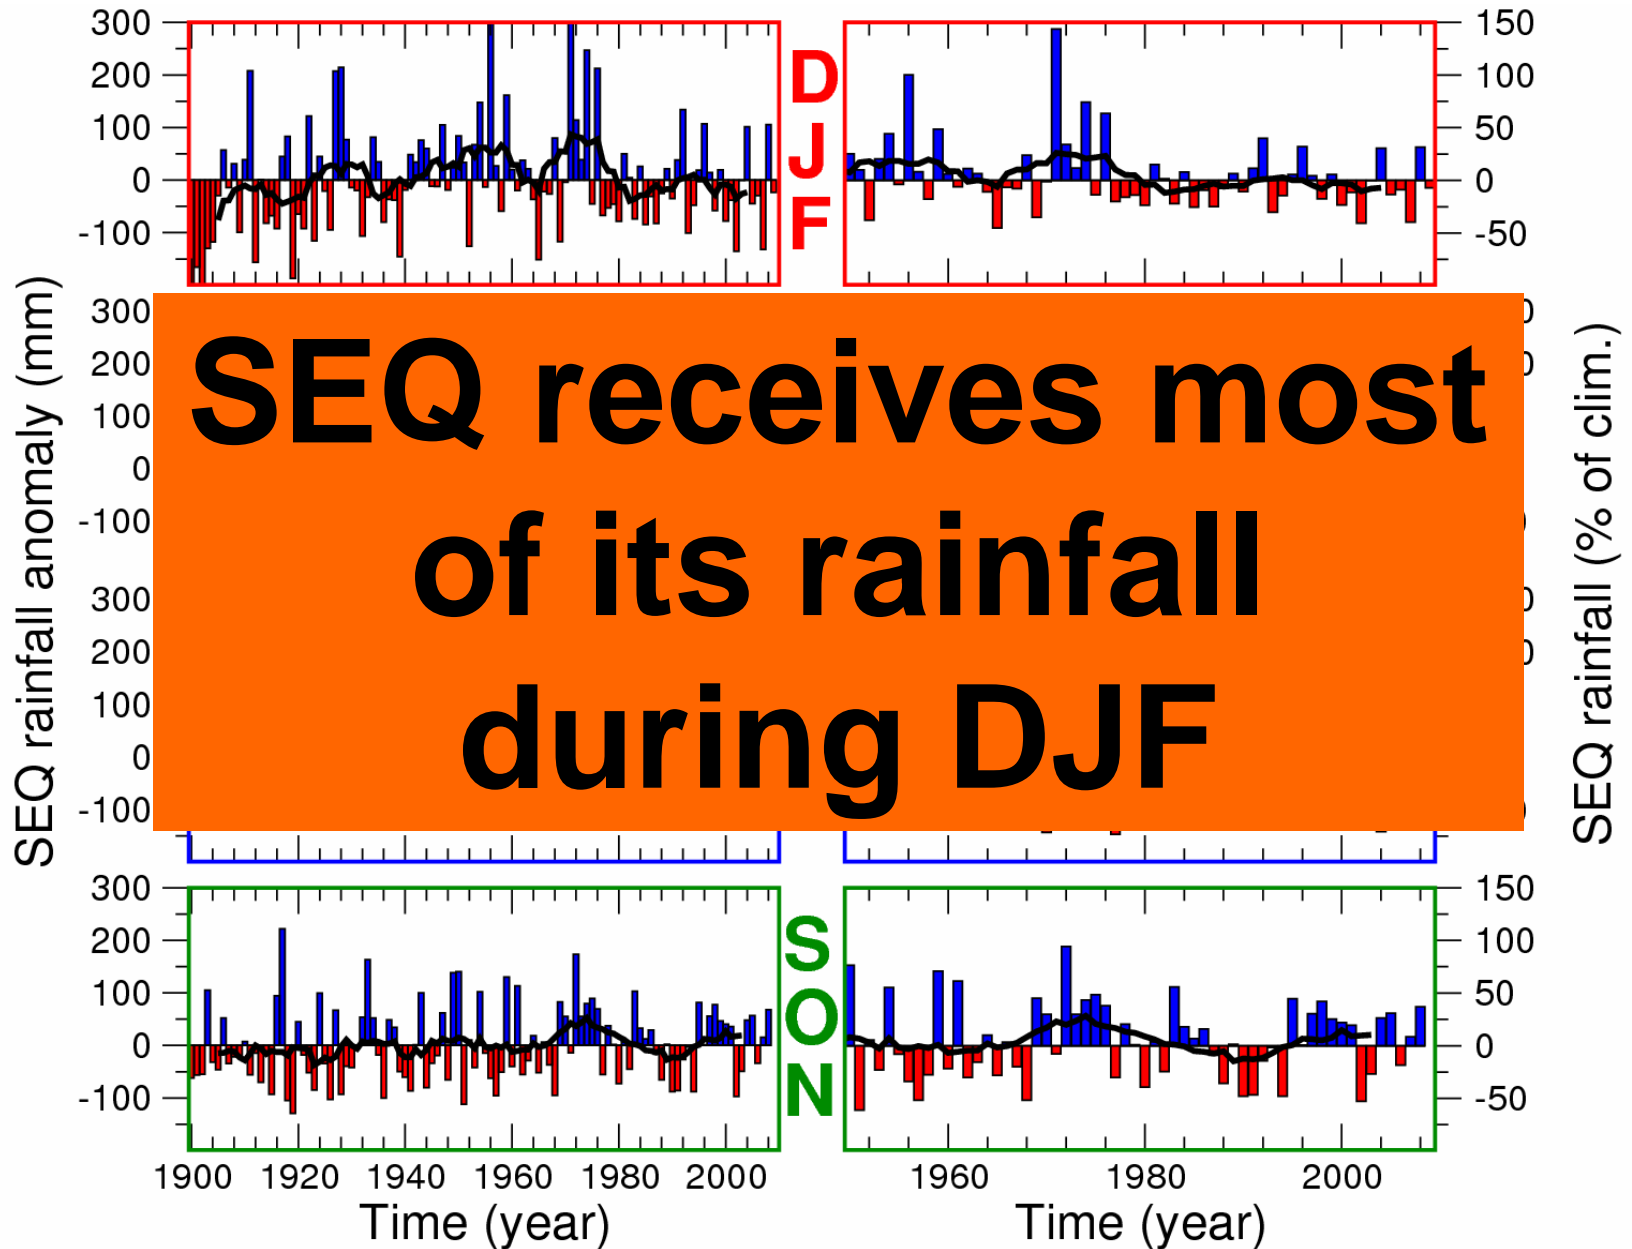 300
200
100
0
-100
D
J
F
150
100
50
0
-50
SEQ rainfall anomaly (mm)
300
200
100
0
-100
300
200
100
0
-100
SEQ receives most
of its rainfall
during DJF
SEQ rainfall (% of clim.)
300
200
100
0
-100
S
O
N
150
100
50
0
-50
1900 1920 1940 1960 1980 2000
1960 1980 2000
Time (year)
Time (year)